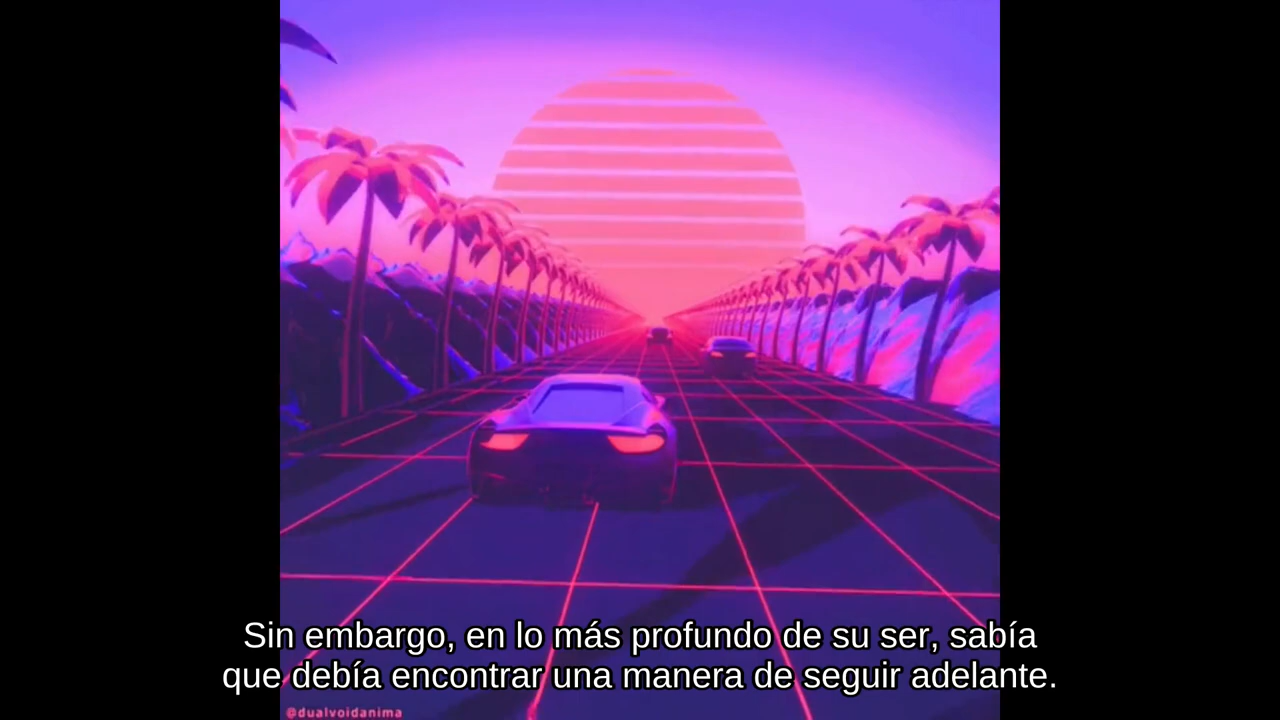 Sin embargo, en lo más profundo de su ser, sabía
que debía encontrar una manera de seguir adelante.
@dualvoidanima